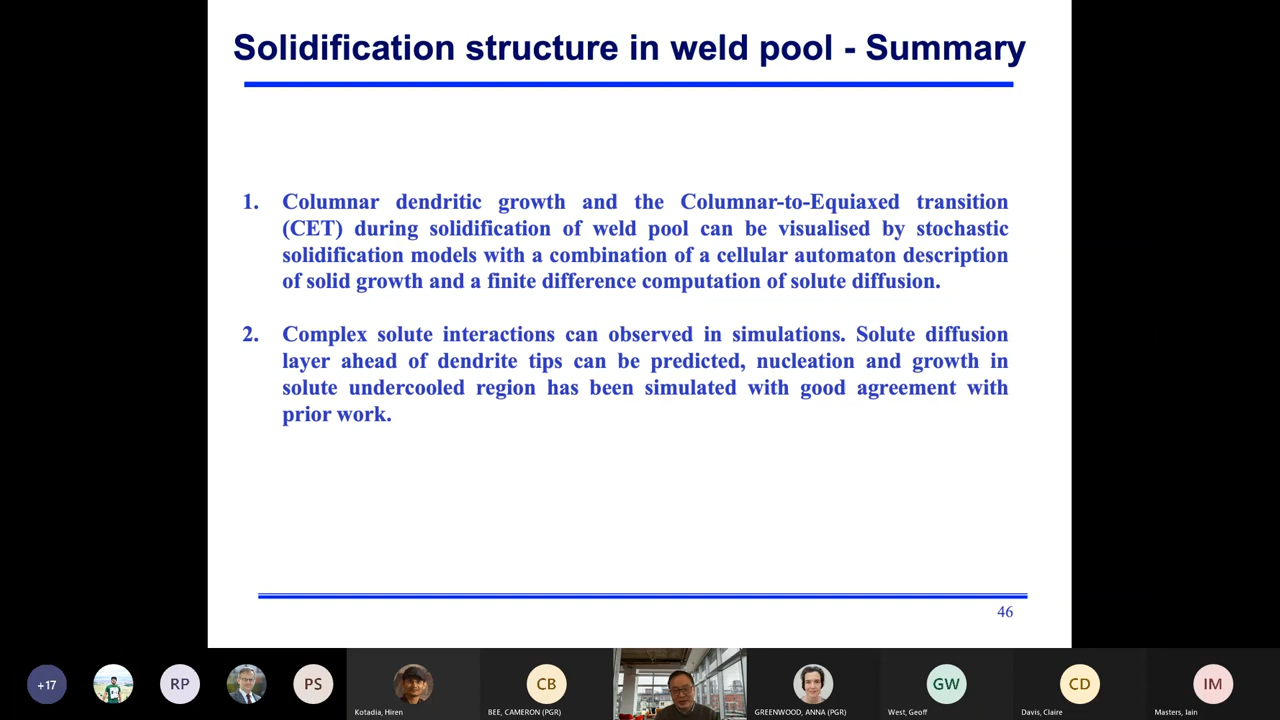 Solidification structure in weld pool - Summary
1. Columnar dendritic growth and the Columnar-to-Equiaxed transition
(CET) during solidification of weld pool can be visualised by stochastic
solidification models with a combination of a cellular automaton description
of solid growth and a finite difference computation of solute diffusion.
2. Complex solute interactions can observed in simulations. Solute diffusion
layer ahead of dendrite tips can be predicted, nucleation and growth in
solute undercooled region has been simulated with good agreement with
prior work.
46
+17
RP
PS
Kotadia, Hiren
CB
BEE, CAMERON (PGR)
GREENWOOD, ANNA (PGR)
GW
West, Geoff
CD
Davis, Claire
IM
Masters, Iain